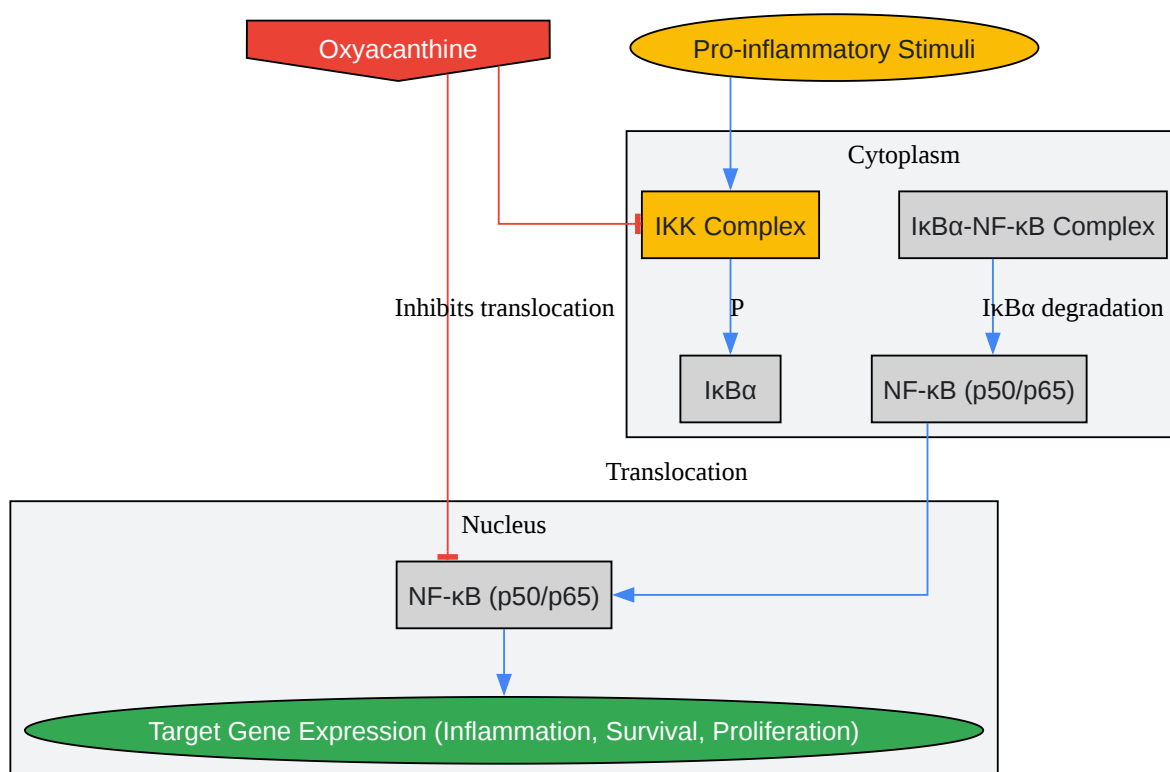 Oxyacanthine
Pro-inflammatory Stimuli
Cytoplasm
IKK Complex
IκBα-NF-κB Complex
Inhibits translocation
P
IκBα degradation
IκBα
NF-κB (p50/p65)
Translocation
Nucleus
NF-κB (p50/p65)
Target Gene Expression (Inflammation, Survival, Proliferation)